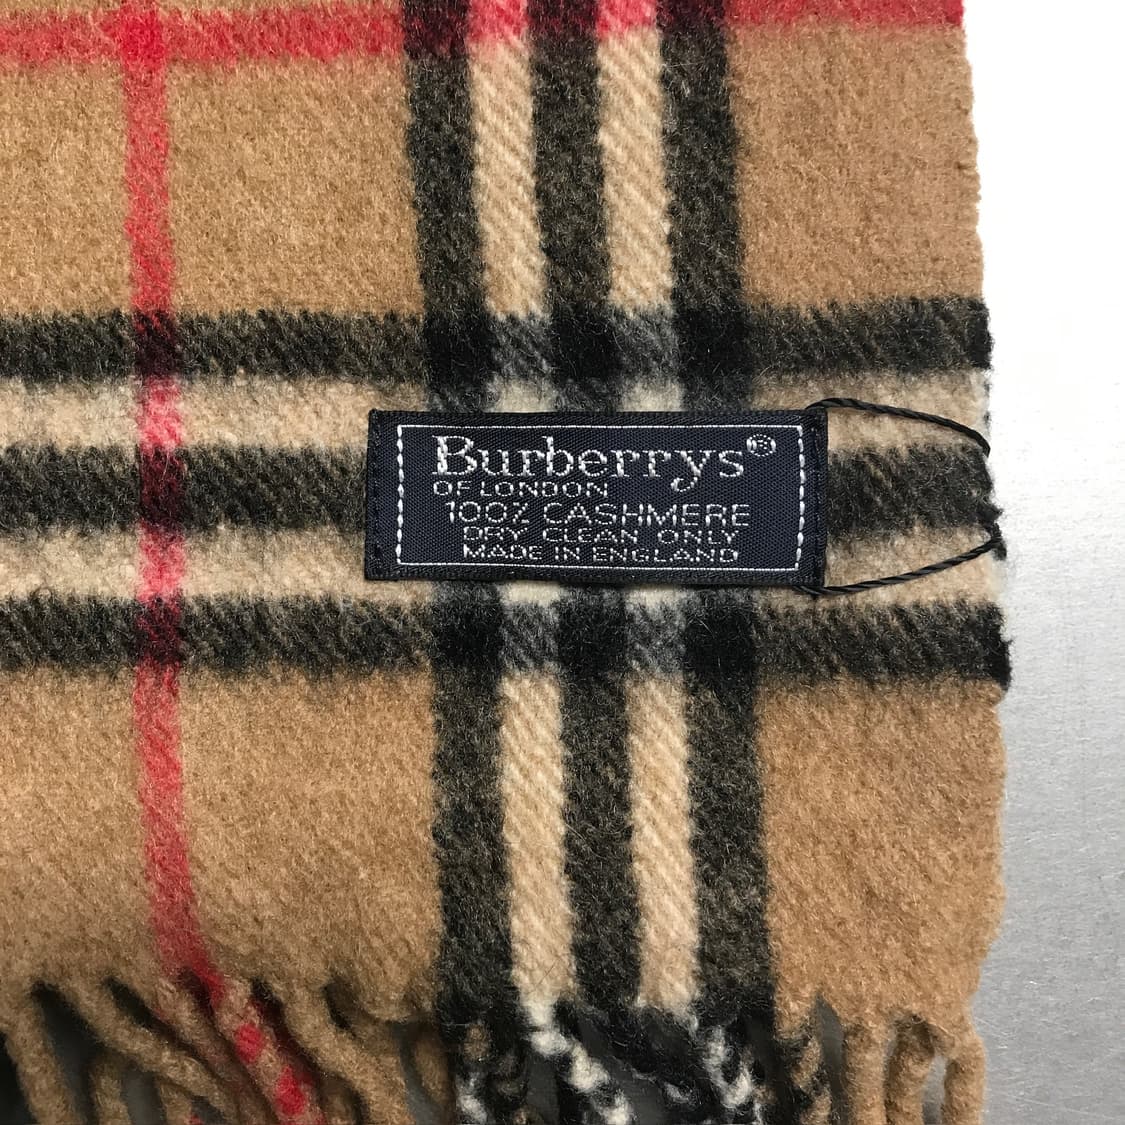 Burberrys®
OF LONDON
100% CASHMERE
DRY CLEAN ONLY
MADE IN ENGLAND